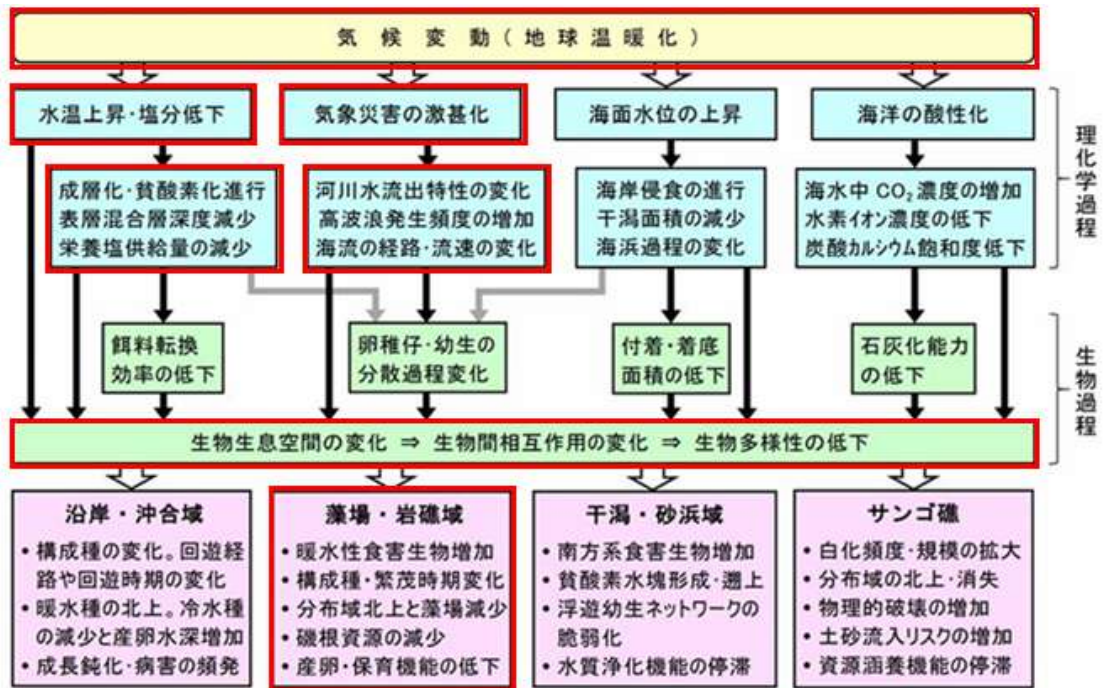 気候変動(地球温暖化)
水温上昇・塩分低下
気象災害の激甚化
海面水位の上昇
海洋の酸性化
理化学過程
成層化・貧酸素化進行
表層混合層深度減少
栄養塩供給量の減少
河川水流出特性の変化
高波浪発生頻度の増加
海流の経路・流速の変化
海岸侵食の進行
干潟面積の減少
海浜過程の変化
海水中 CO₂濃度の増加
水素イオン濃度の低下
炭酸カルシウム飽和度低下
餌料転換
効率の低下
卵稚仔・幼生の
分散過程変化
付着・着底
面積の低下
石灰化能力
の低下
生物過程
生物生息空間の変化 ⇒ 生物間相互作用の変化 ⇒ 生物多様性の低下
沿岸・沖合域
• 構成種の変化。回遊経
路や回遊時期の変化
• 暖水種の北上。冷水種
の減少と産卵水深増加
• 成長鈍化・病害の頻発
藻場・岩礁域
• 暖水性食害生物増加
• 構成種・繁茂時期変化
• 分布域北上と藻場減少
• 磯根資源の減少
• 産卵・保育機能の低下
干潟・砂浜域
• 南方系食害生物増加
• 貧酸素水塊形成・遡上
• 浮遊幼生ネットワークの
脆弱化
• 水質浄化機能の停滞
サンゴ礁
• 白化頻度・規模の拡大
• 分布域の北上・消失
• 物理的破壊の増加
• 土砂流入リスクの増加
• 資源涵養機能の停滞